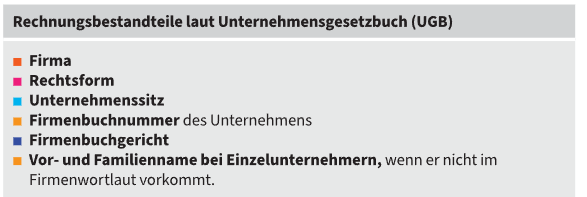 Rechnungsbestandteile laut Unternehmensgesetzbuch (UGB)
Firma
Rechtsform
Unternehmenssitz
Firmenbuchnummer des Unternehmens
Firmenbuchgericht
Vor- und Familienname bei Einzelunternehmern, wenn er nicht im
Firmenwortlaut vorkommt.